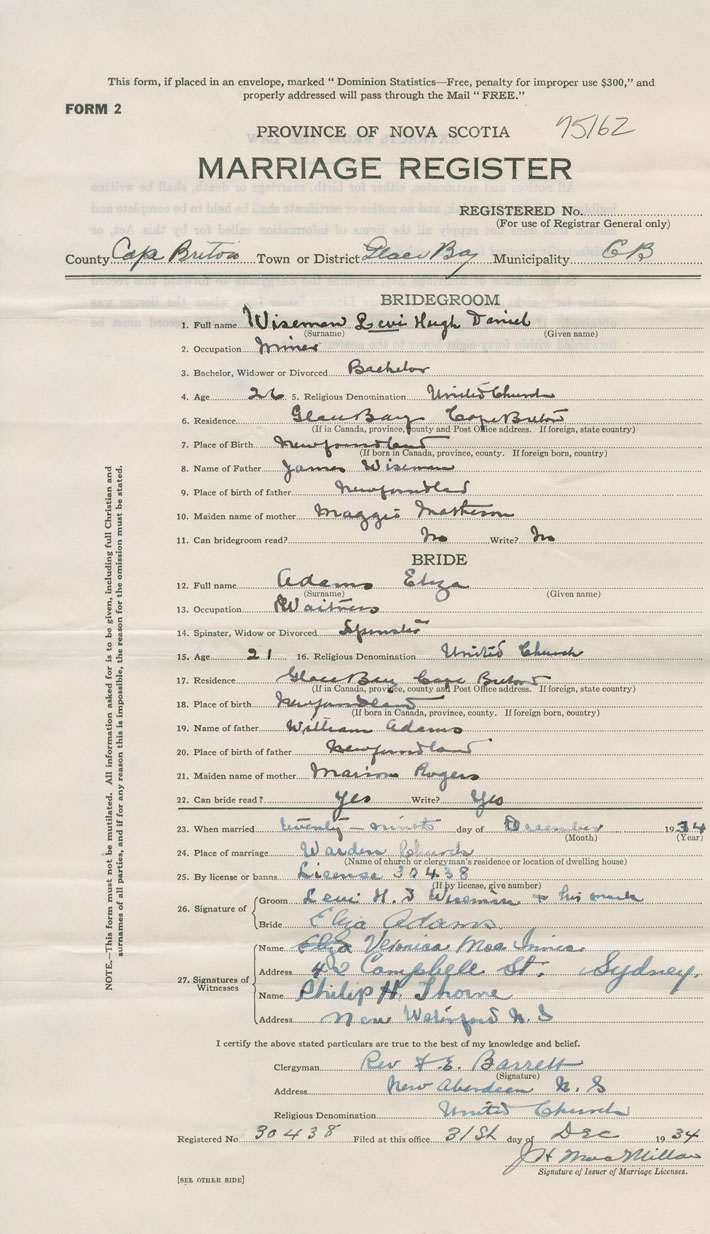 This form, if placed in an envelope, marked “ Dominion Statistics—Free, penalty for improper use $300,” and
properly addressed will pass through the Mail “ FREE.”
FORM 2
PROVINCE OF NOVA SCOTIA 75162
MARRIAGE REGISTER
REGISTERED No.
(For use of Registrar General only)
County Cape Breton Town or District Glace Bay Municipality CB
BRIDEGROOM
1. Full name Wiseman Levi Hugh Daniel
(Surname) (Given name)
2. Occupation Miner
3. Bachelor, Widower or Divorced Bachelor
4. Age 26 5. Religious Denomination United Church
6. Residence Glace Bay Cape Breton
(If in Canada, province, county and Post Office address. If foreign, state country)
7. Place of Birth Newfoundland
(If born in Canada, province, county. If foreign born, country)
8. Name of Father James Wiseman
9. Place of birth of father Newfoundland
10. Maiden name of mother Maggie Matheson
11. Can bridegroom read? No Write? No
BRIDE
12. Full name Adams Eliza
(Surname) (Given name)
13. Occupation Waitress
14. Spinster, Widow or Divorced Spinster
15. Age 21 16. Religious Denomination United Church
17. Residence Glace Bay Cape Breton
(If in Canada, province, county and Post Office address. If foreign, state country)
18. Place of birth Newfoundland
(If born in Canada, province, county. If foreign born, country)
19. Name of father William Adams
20. Place of birth of father Newfoundland
21. Maiden name of mother Marion Rogers
22. Can bride read? Yes Write? Yes
23. When married twenty-ninth day of December 1934
(Month) (Year)
24. Place of marriage Warden Church
(Name of church or clergyman's residence or location of dwelling house)
25. By license or banns License 30438
(If by license, give number)
26. Signature of Groom Levi H. D Wiseman + his mark
Bride Eliza Adams
27. Signatures of Witnesses Name Veronica Mac Innis
Address 42 Campbell St. Sydney.
Name Philip H. Thorne
Address New Waterford N. S
I certify the above stated particulars are true to the best of my knowledge and belief.
Clergyman Rev F. E. Barrett
(Signature)
Address New Aberdeen N. S
Religious Denomination United Church
Registered No 30438 Filed at this office 31st day of Dec 1934
J H MacMillan
Signature of Issuer of Marriage Licenses.
[SEE OTHER SIDE]
NOTE.—This form must not be mutilated. All information asked for is to be given, including full Christian and
surnames of all parties, and if for any reason this is impossible, the reason for the omission must be stated.